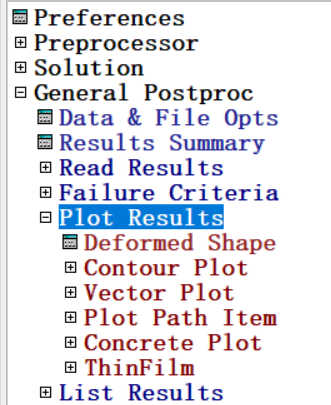 Preferences
Preprocessor
Solution
General Postproc
Data & File Opts
Results Summary
Read Results
Failure Criteria
Plot Results
Deformed Shape
Contour Plot
Vector Plot
Plot Path Item
Concrete Plot
ThinFilm
List Results